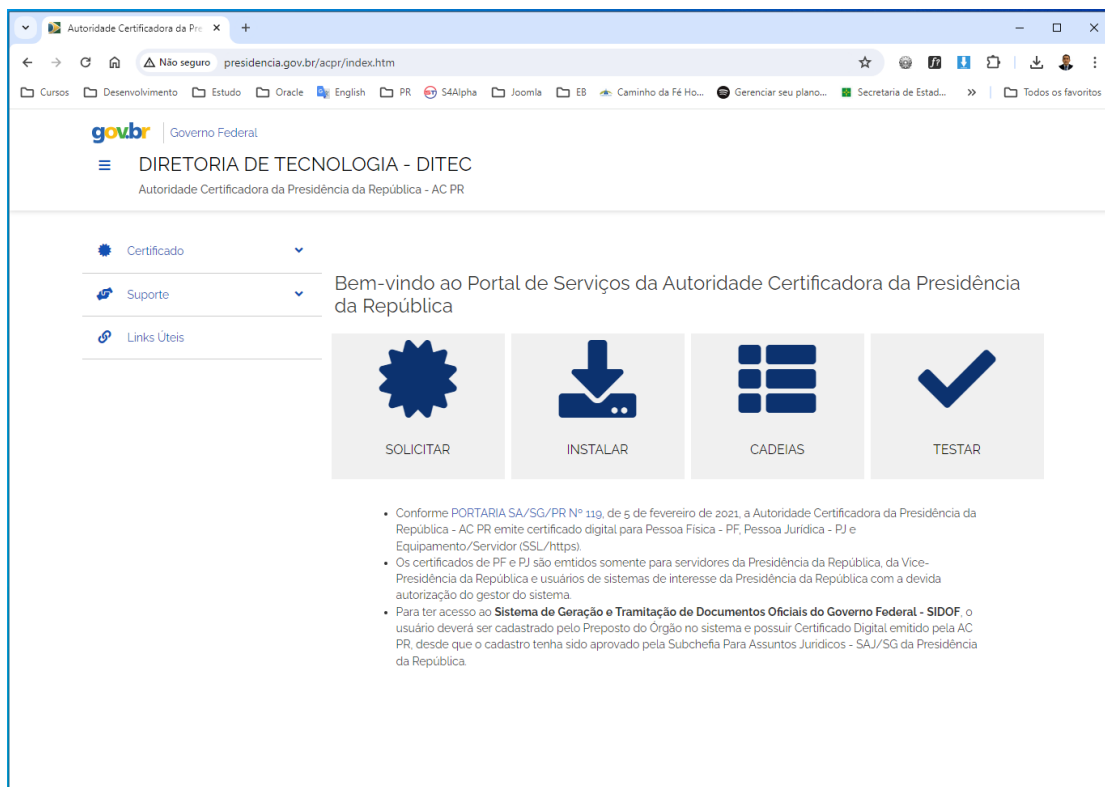 Autoridade Certificadora da Pre
Não seguro presidencia.gov.br/acpr/index.htm
Cursos Desenvolvimento Estudo Oracle English PR S4Alpha Joomla EB Caminho da Fé Ho... Gerenciar seu plano... Secretaria de Estad... » Todos os favoritos
gov.br Governo Federal
DIRETORIA DE TECNOLOGIA - DITEC
Autoridade Certificadora da Presidência da República - AC PR
Certificado
Suporte
Links Úteis
Bem-vindo ao Portal de Serviços da Autoridade Certificadora da Presidência
da República
SOLICITAR INSTALAR CADEIAS TESTAR
• Conforme PORTARIA SA/SG/PR Nº 119, de 5 de fevereiro de 2021, a Autoridade Certificadora da Presidência da
República - AC PR emite certificado digital para Pessoa Física - PF, Pessoa Jurídica - PJ e
Equipamento/Servidor (SSL/https).
• Os certificados de PF e PJ são emtidos somente para servidores da Presidência da República, da Vice-
Presidência da República e usuários de sistemas de interesse da Presidência da República com a devida
autorização do gestor do sistema.
• Para ter acesso ao Sistema de Geração e Tramitação de Documentos Oficiais do Governo Federal - SIDOF, o
usuário deverá ser cadastrado pelo Preposto do Órgão no sistema e possuir Certificado Digital emitido pela AC
PR, desde que o cadastro tenha sido aprovado pela Subchefia Para Assuntos Jurídicos - SAJ/SG da Presidência
da República.